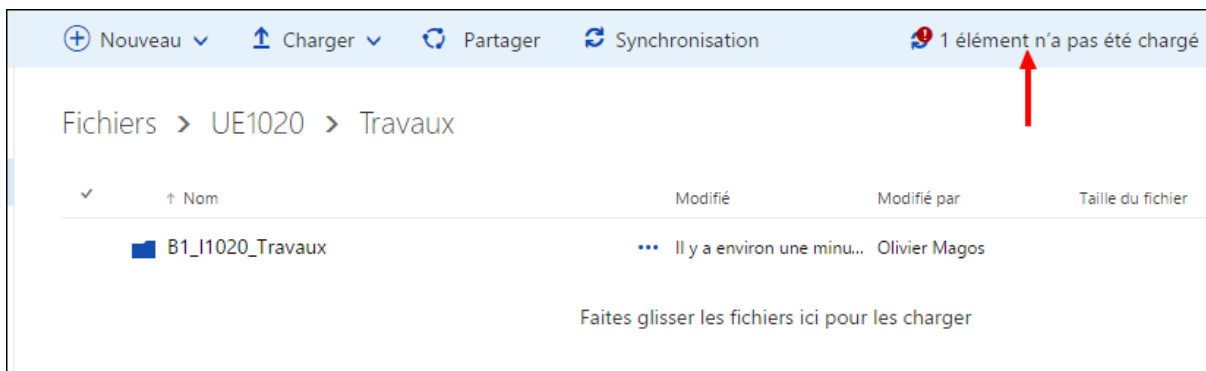 Nouveau Charger Partager Synchronisation 1 élément n'a pas été chargé
Fichiers > UE1020 > Travaux
Nom Modifié Modifié par Taille du fichier
B1_I1020_Travaux ... Il y a environ une minu... Olivier Magos
Faites glisser les fichiers ici pour les charger